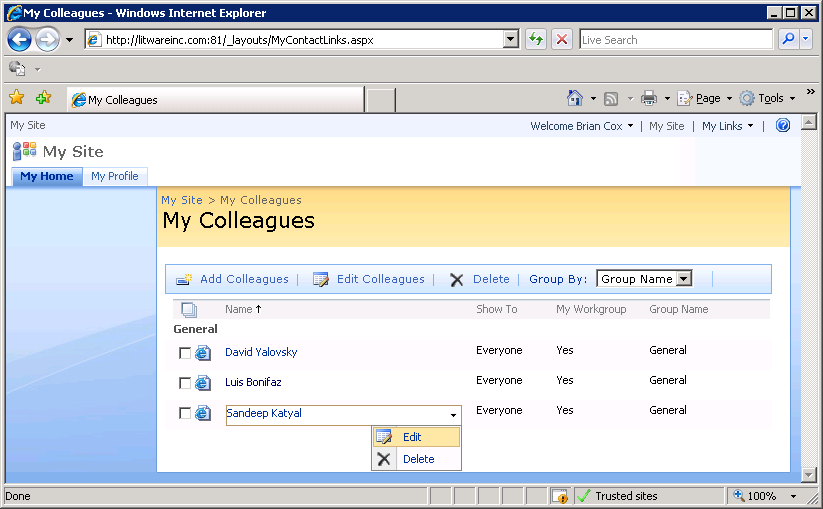 My Colleagues - Windows Internet Explorer
http://litwareinc.com:81/_layouts/MyContactLinks.aspx
Live Search
My Colleagues
Page
Tools
My Site
Welcome Brian Cox | My Site | My Links |
My Site
My Home My Profile
My Site > My Colleagues
My Colleagues
Add Colleagues | Edit Colleagues | Delete | Group By: Group Name
Name Show To My Workgroup Group Name
General
David Yalovsky Everyone Yes General
Luis Bonifaz Everyone Yes General
Sandeep Katyal Everyone Yes General
Edit
Delete
Done Trusted sites 100%